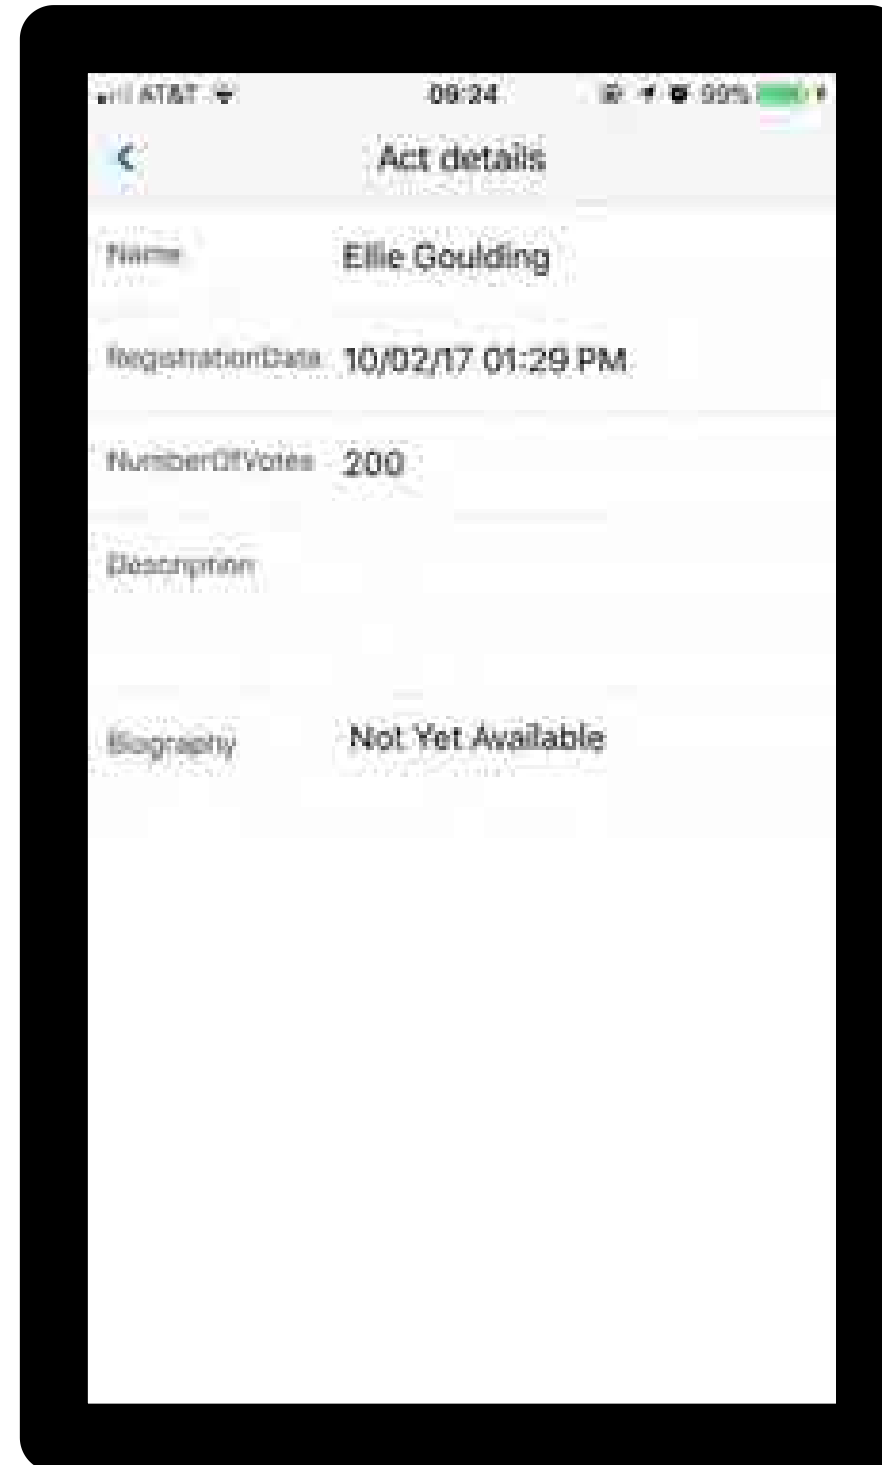 AT&T 09:24 99%
Act details
Name Ellie Goulding
RegistrationDate 10/02/17 01:29 PM
NumberOfVotes 200
Description
Biography Not Yet Available